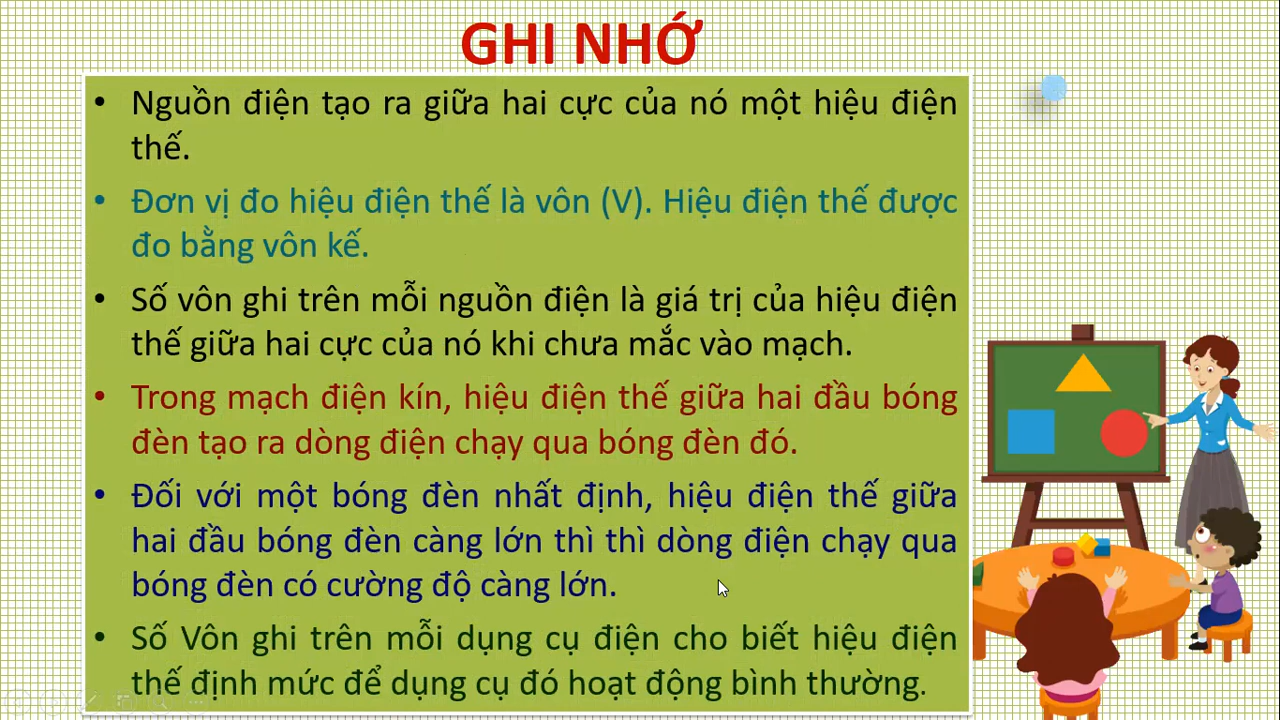 GHI NHỚ
• Nguồn điện tạo ra giữa hai cực của nó một hiệu điện
thế.
• Đơn vị đo hiệu điện thế là vôn (V). Hiệu điện thế được
đo bằng vôn kế.
• Số vôn ghi trên mỗi nguồn điện là giá trị của hiệu điện
thế giữa hai cực của nó khi chưa mắc vào mạch.
• Trong mạch điện kín, hiệu điện thế giữa hai đầu bóng
đèn tạo ra dòng điện chạy qua bóng đèn đó.
• Đối với một bóng đèn nhất định, hiệu điện thế giữa
hai đầu bóng đèn càng lớn thì thì dòng điện chạy qua
bóng đèn có cường độ càng lớn.
• Số Vôn ghi trên mỗi dụng cụ điện cho biết hiệu điện
thế định mức để dụng cụ đó hoạt động bình thường.